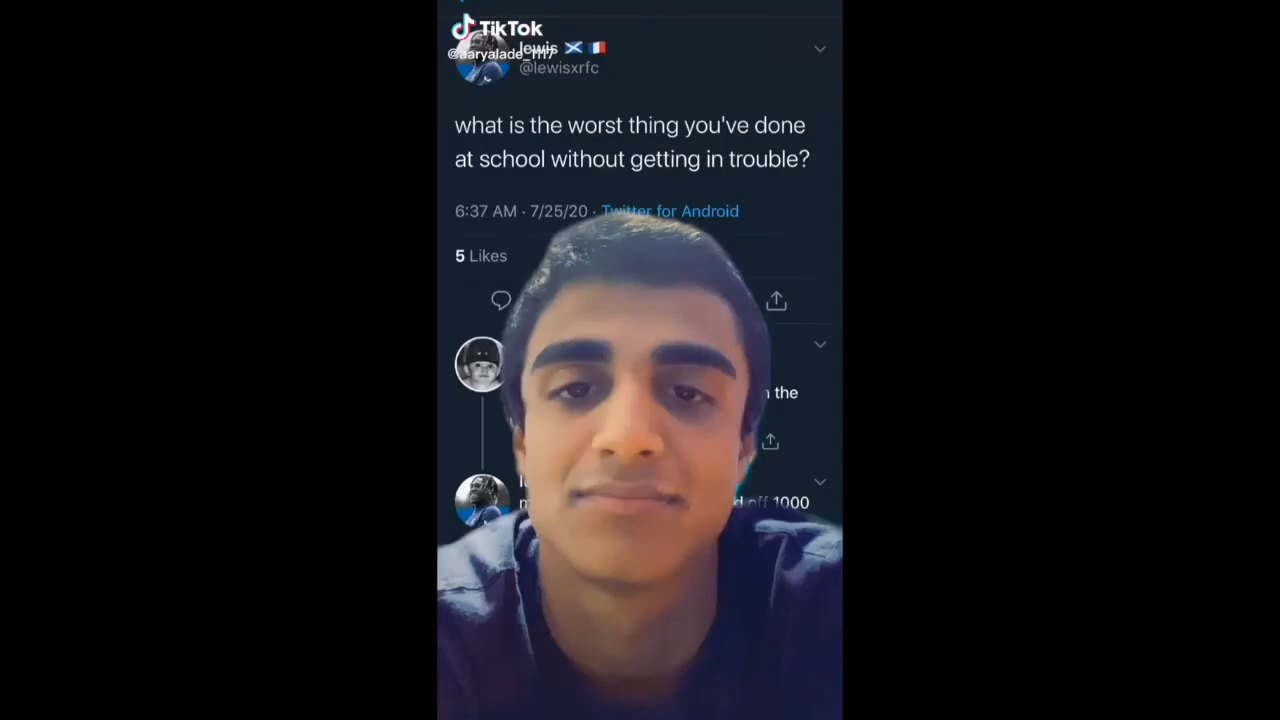 TikTok
lewis 🏴󠁧󠁢󠁳󠁣󠁴󠁿 🇫🇷
@lewisxrfc
what is the worst thing you've done
at school without getting in trouble?
6:37 AM · 7/25/20 · Twitter for Android
5 Likes
the
off 1000